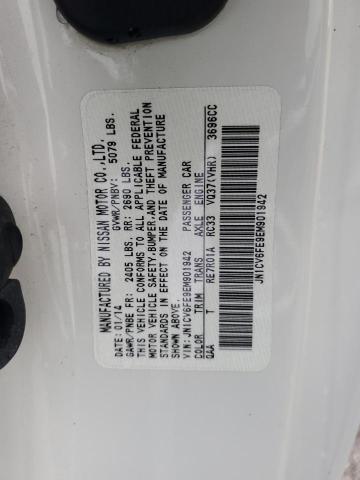 MANUFACTURED BY NISSAN MOTOR CO.,LTD.
DATE: 01/14 GVWR/PNBV: 5079 LBS.
GAWR/PNBE FR: 2405 LBS. RR: 2690 LBS.
THIS VEHICLE CONFORMS TO ALL APPLICABLE FEDERAL
MOTOR VEHICLE SAFETY,BUMPER,AND THEFT PREVENTION
STANDARDS IN EFFECT ON THE DATE OF MANUFACTURE
SHOWN ABOVE.
VIN: JN1CV6FE9EM901942 PASSENGER CAR
COLOR TRIM TRANS AXLE ENGINE
QAA T RE7R01A RC33 VQ37(VHR) 3696CC
JN1CV6FE9EM901942